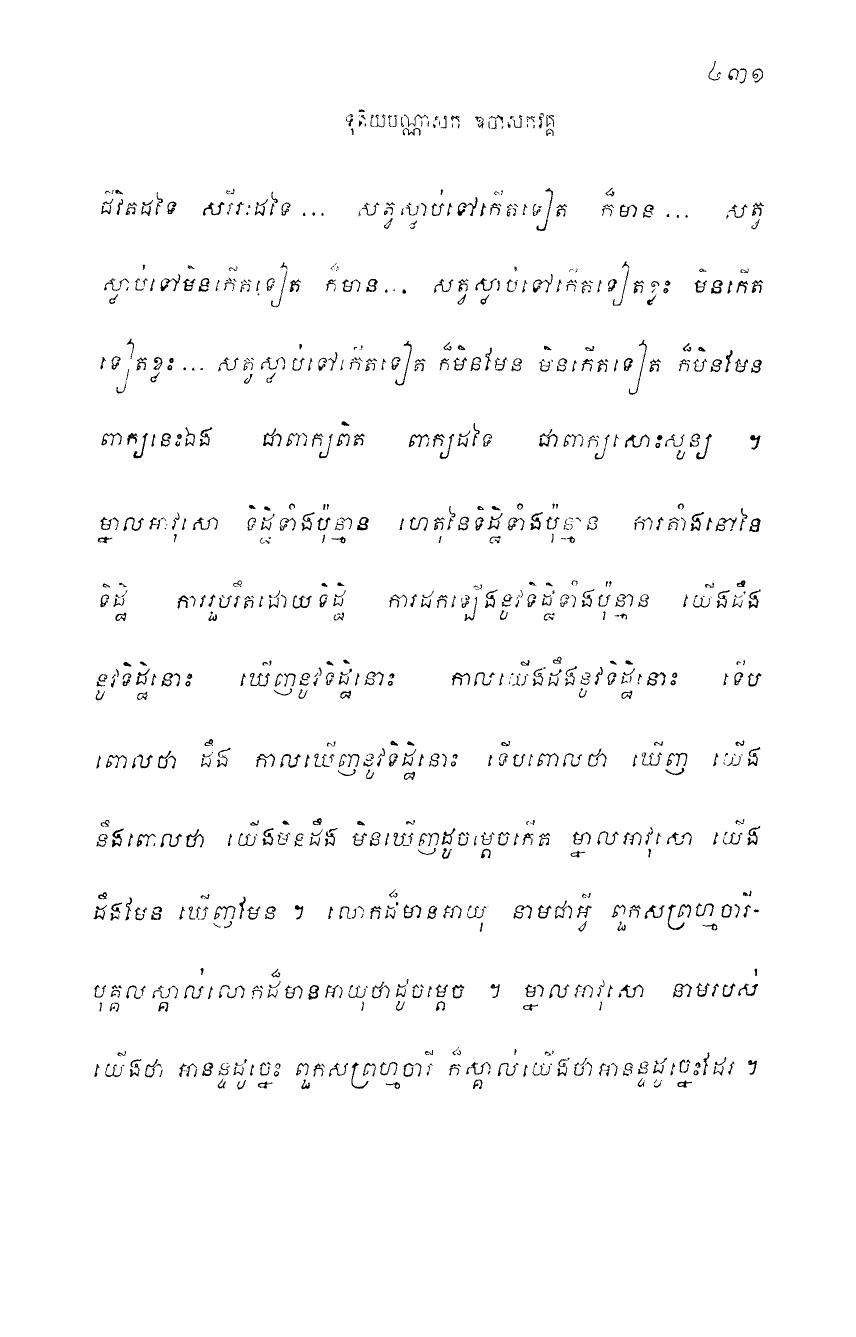 ៤៣១
ទុតិយបណ្ណាសក ឧបាសកវគ្គ
ជីវិតដទៃ សរីរៈដទៃ ... សត្វស្លាប់ទៅកើតទៀត ក៏មាន ... សត្វ
ស្លាប់ទៅមិនកើតទៀត ក៏មាន ... សត្វស្លាប់ទៅកើតទៀតខ្លះ មិនកើត
ទៀតខ្លះ ... សត្វស្លាប់ទៅកើតទៀត ក៏មិនមែន មិនកើតទៀត ក៏មិនមែន
ពាក្យនេះឯង ជាពាក្យពិត ពាក្យដទៃ ជាពាក្យសោះសូន្យ ។
ម្នាលអាវុសោ ទិដ្ឋិទាំងប៉ុន្មាន ហេតុនៃទិដ្ឋិទាំងប៉ុន្មាន ការតាំងនៅនៃ
ទិដ្ឋិ ការរួបរឹតដោយទិដ្ឋិ ការដកឡើងនូវទិដ្ឋិទាំងប៉ុន្មាន យើងដឹង
នូវទិដ្ឋិនោះ ឃើញនូវទិដ្ឋិនោះ កាលយើងដឹងនូវទិដ្ឋិនោះ ទើប
ពោលថា ដឹង កាលឃើញនូវទិដ្ឋិនោះ ទើបពោលថា ឃើញ យើង
នឹងពោលថា យើងមិនដឹង មិនឃើញដូចម្តេចកើត ម្នាលអាវុសោ យើង
ដឹងមែន ឃើញមែន ។ លោកដ៏មានអាយុ នាមជាអ្វី ពួកសព្រហ្មចារី-
បុគ្គលស្គាល់លោកដ៏មានអាយុថាដូចម្តេច ។ ម្នាលអាវុសោ នាមរបស់
យើងថា អានន្ទដូច្នេះ ពួកសព្រហ្មចារី ក៏ស្គាល់យើងថាអានន្ទដូច្នេះដែរ ។